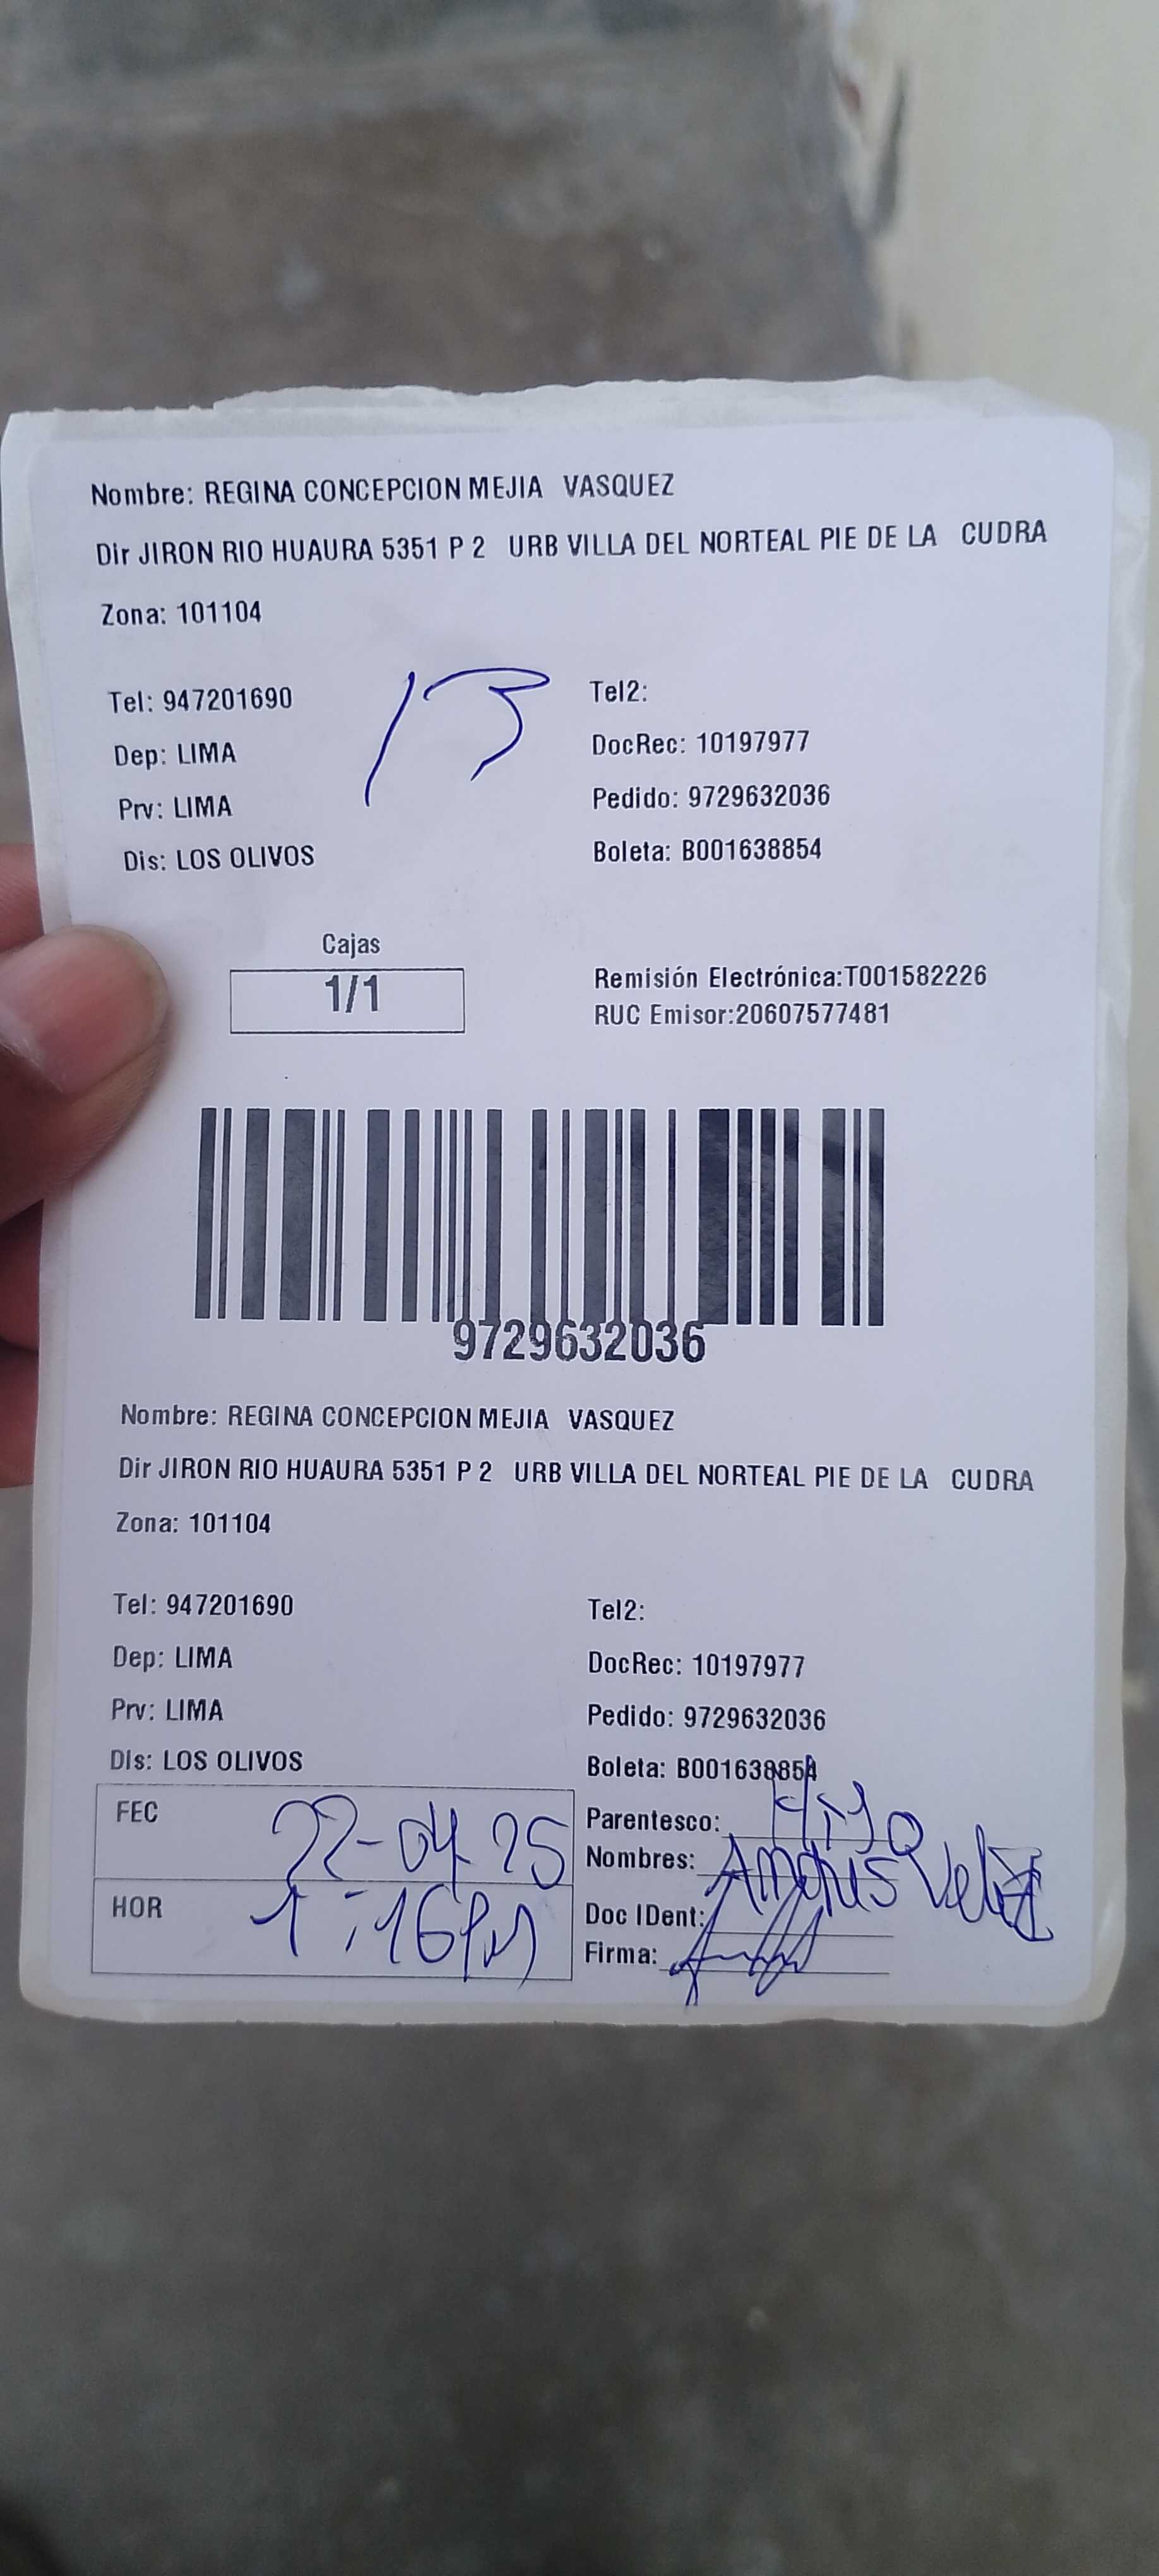 Nombre: REGINA CONCEPCION MEJIA VASQUEZ
Dir JIRON RIO HUAURA 5351 P 2 URB VILLA DEL NORTEAL PIE DE LA CUDRA
Zona: 101104
13
Tel: 947201690 Tel2:
Dep: LIMA DocRec: 10197977
Prv: LIMA Pedido: 9729632036
Dis: LOS OLIVOS Boleta: B001638854
Cajas
1/1
Remisión Electrónica:T001582226
RUC Emisor:20607577481
9729632036
Nombre: REGINA CONCEPCION MEJIA VASQUEZ
Dir JIRON RIO HUAURA 5351 P 2 URB VILLA DEL NORTEAL PIE DE LA CUDRA
Zona: 101104
Tel: 947201690 Tel2:
Dep: LIMA DocRec: 10197977
Prv: LIMA Pedido: 9729632036
Dis: LOS OLIVOS Boleta: B001638854
FEC 22-04 25
HOR 1:16 PM
Parentesco: Hijo
Nombres:
Doc IDent:
Firma: